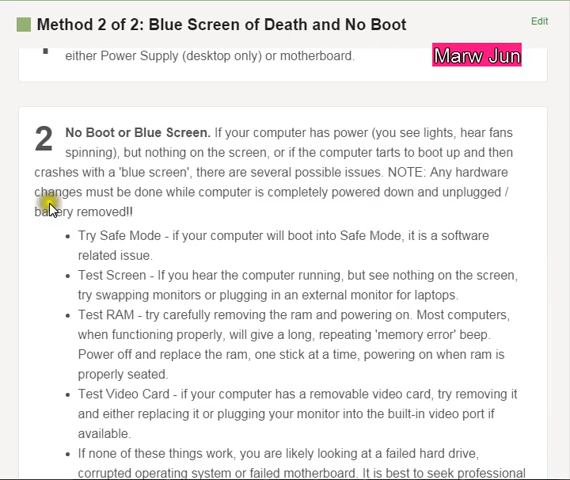 Method 2 of 2: Blue Screen of Death and No Boot
Edit
either Power Supply (desktop only) or motherboard.
Marw Jun
2
No Boot or Blue Screen. If your computer has power (you see lights, hear fans
spinning), but nothing on the screen, or if the computer tarts to boot up and then
crashes with a 'blue screen', there are several possible issues. NOTE: Any hardware
changes must be done while computer is completely powered down and unplugged /
battery removed!!
• Try Safe Mode - if your computer will boot into Safe Mode, it is a software
related issue.
• Test Screen - If you hear the computer running, but see nothing on the screen,
try swapping monitors or plugging in an external monitor for laptops.
• Test RAM - try carefully removing the ram and powering on. Most computers,
when functioning properly, will give a long, repeating 'memory error' beep.
Power off and replace the ram, one stick at a time, powering on when ram is
properly seated.
• Test Video Card - if your computer has a removable video card, try removing it
and either replacing it or plugging your monitor into the built-in video port if
available.
• If none of these things work, you are likely looking at a failed hard drive,
corrupted operating system or failed motherboard. It is best to seek professional